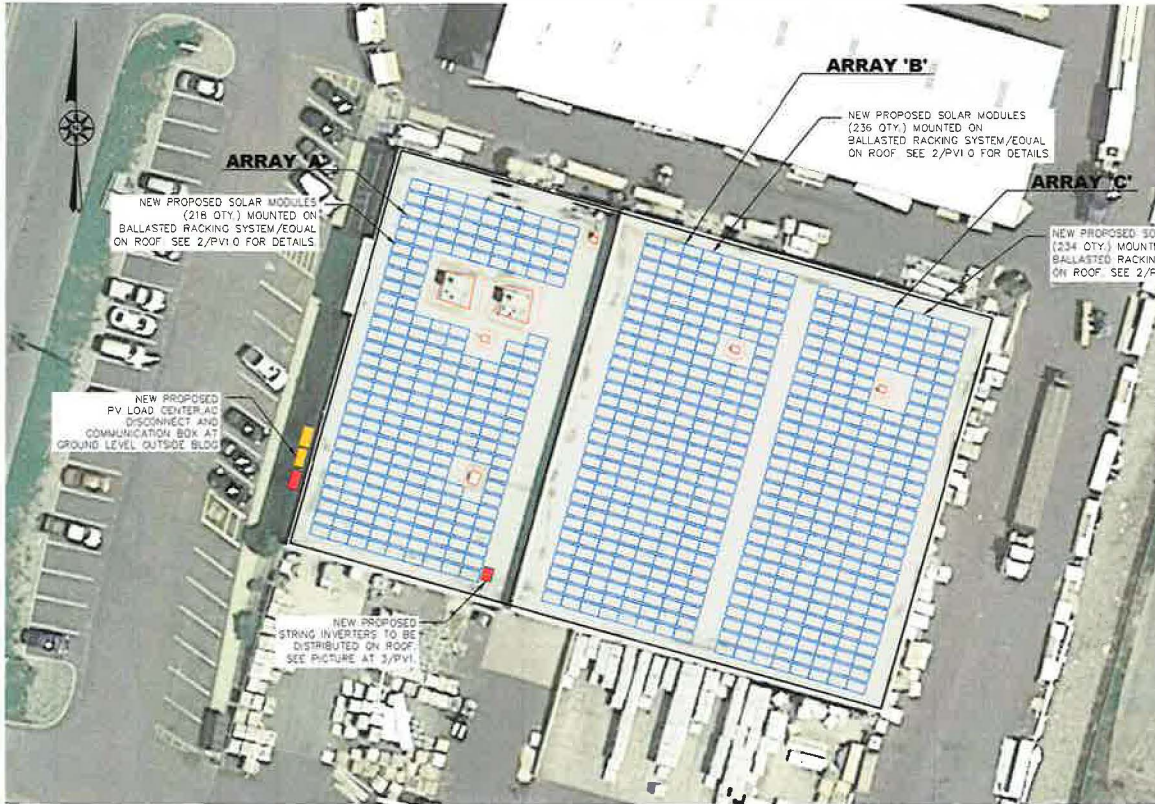 ARRAY 'B'
NEW PROPOSED SOLAR MODULES
(236 QTY.) MOUNTED ON
BALLASTED RACKING SYSTEM/EQUAL
ON ROOF. SEE 2/PV1.0 FOR DETAILS
ARRAY 'A'
NEW PROPOSED SOLAR MODULES
(218 QTY.) MOUNTED ON
BALLASTED RACKING SYSTEM/EQUAL
ON ROOF. SEE 2/PV1.0 FOR DETAILS.
ARRAY 'C'
NEW PROPOSED SO
(234 QTY.) MOUNT
BALLASTED RACKIN
ON ROOF. SEE 2/P
NEW PROPOSED
PV LOAD CENTER,AC
DISCONNECT AND
COMMUNICATION BOX AT
GROUND LEVEL OUTSIDE BLDG
NEW PROPOSED
STRING INVERTERS TO BE
DISTRIBUTED ON ROOF.
SEE PICTURE AT 3/PV1.